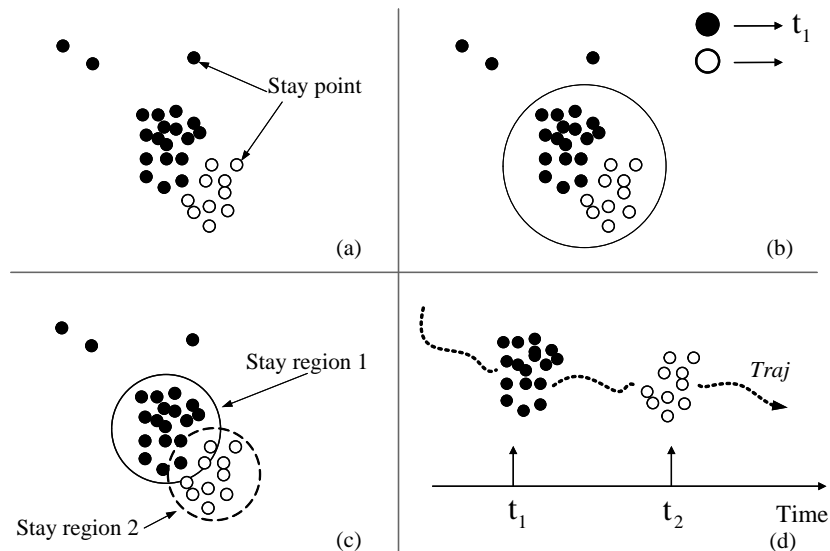 Stay point
(a)
t1
(b)
Stay region 1
Stay region 2
(c)
Traj
t1
t2
Time
(d)